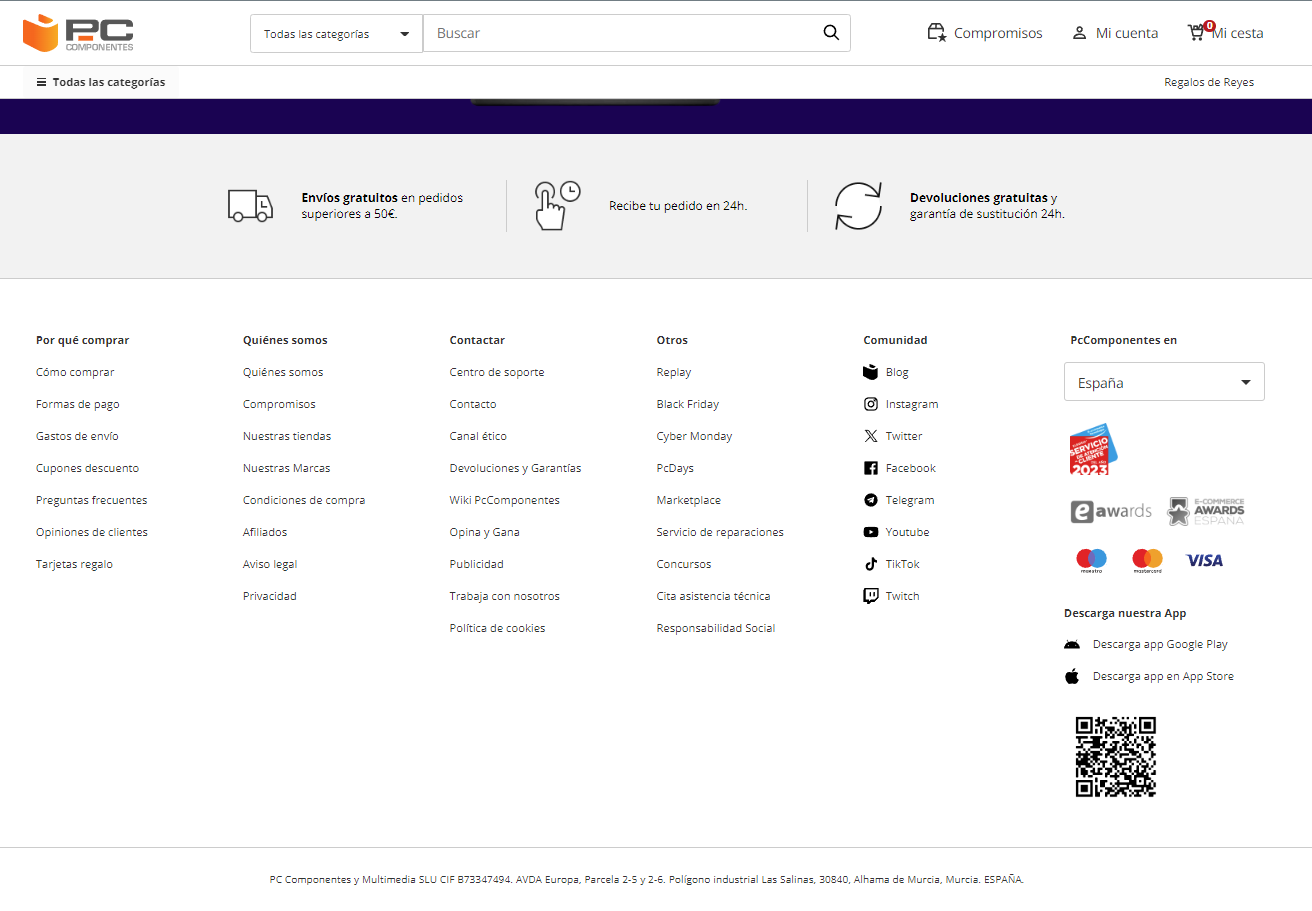 PC
COMPONENTES
Todas las categorías
Buscar
Compromisos
Mi cuenta
0
Mi cesta
Todas las categorías
Regalos de Reyes
Envíos gratuitos en pedidos
superiores a 50€.
Recibe tu pedido en 24h.
Devoluciones gratuitas y
garantía de sustitución 24h.
Por qué comprar
Cómo comprar
Formas de pago
Gastos de envío
Cupones descuento
Preguntas frecuentes
Opiniones de clientes
Tarjetas regalo
Quiénes somos
Quiénes somos
Compromisos
Nuestras tiendas
Nuestras Marcas
Condiciones de compra
Afiliados
Aviso legal
Privacidad
Contactar
Centro de soporte
Contacto
Canal ético
Devoluciones y Garantías
Wiki PcComponentes
Opina y Gana
Publicidad
Trabaja con nosotros
Política de cookies
Otros
Replay
Black Friday
Cyber Monday
PcDays
Marketplace
Servicio de reparaciones
Concursos
Cita asistencia técnica
Responsabilidad Social
Comunidad
Blog
Instagram
Twitter
Facebook
Telegram
Youtube
TikTok
Twitch
PcComponentes en
España
SERVICIO
DE ATENCIÓN
CLIENTE
2023
e awards
E-COMMERCE
AWARDS
ESPAÑA
maestro
mastercard
VISA
Descarga nuestra App
Descarga app Google Play
Descarga app en App Store
PC Componentes y Multimedia SLU CIF B73347494. AVDA Europa, Parcela 2-5 y 2-6. Polígono industrial Las Salinas, 30840, Alhama de Murcia, Murcia. ESPAÑA.